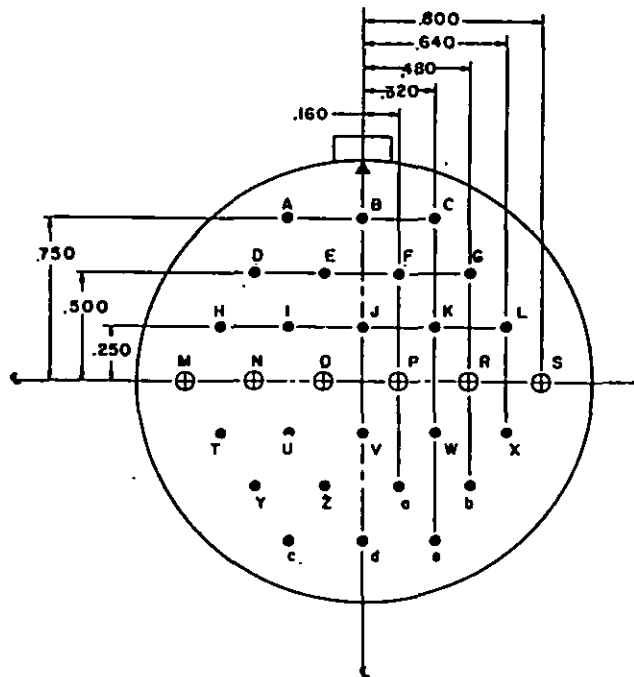 .800
.640
.480
.320
.160
A B C
.750
D E F G
.500
H I J K L
.250
M N O P R S
T U V W X
Y Z a b
c d e